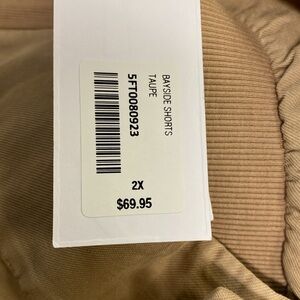 BAYSIDE SHORTS
TAUPE
5FT0080923
2X
$69.95